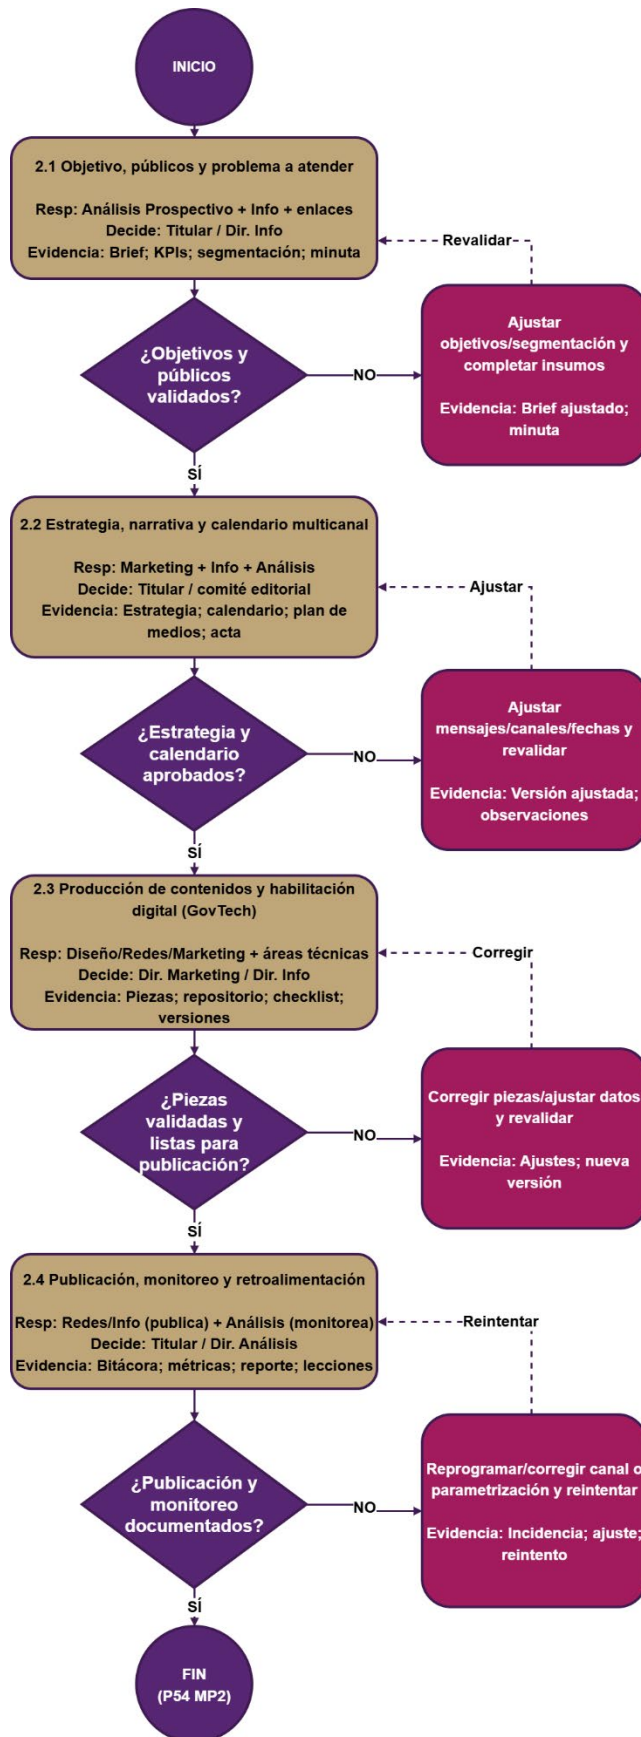 INICIO
2.1 Objetivo, públicos y problema a atender
Resp: Análisis Prospectivo + Info + enlaces
Decide: Titular / Dir. Info
Evidencia: Brief; KPIs; segmentación; minuta
Revalidar
¿Objetivos y
públicos
validados?
NO
Ajustar
objetivos/segmentación y
completar insumos
Evidencia: Brief ajustado;
minuta
SÍ
2.2 Estrategia, narrativa y calendario multicanal
Resp: Marketing + Info + Análisis
Decide: Titular / comité editorial
Evidencia: Estrategia; calendario; plan de
medios; acta
Ajustar
¿Estrategia y
calendario
aprobados?
NO
Ajustar
mensajes/canales/fechas y
revalidar
Evidencia: Versión ajustada;
observaciones
SÍ
2.3 Producción de contenidos y habilitación
digital (GovTech)
Resp: Diseño/Redes/Marketing + áreas técnicas
Decide: Dir. Marketing / Dir. Info
Evidencia: Piezas; repositorio; checklist;
versiones
Corregir
¿Piezas
validadas y
listas para
publicación?
NO
Corregir piezas/ajustar datos
y revalidar
Evidencia: Ajustes; nueva
versión
SÍ
2.4 Publicación, monitoreo y retroalimentación
Resp: Redes/Info (publica) + Análisis (monitorea)
Decide: Titular / Dir. Análisis
Evidencia: Bitácora; métricas; reporte; lecciones
Reintentar
¿Publicación y
monitoreo
documentados?
NO
Reprogramar/corregir canal o
parametrización y reintentar
Evidencia: Incidencia; ajuste;
reintento
SÍ
FIN
(P54 MP2)